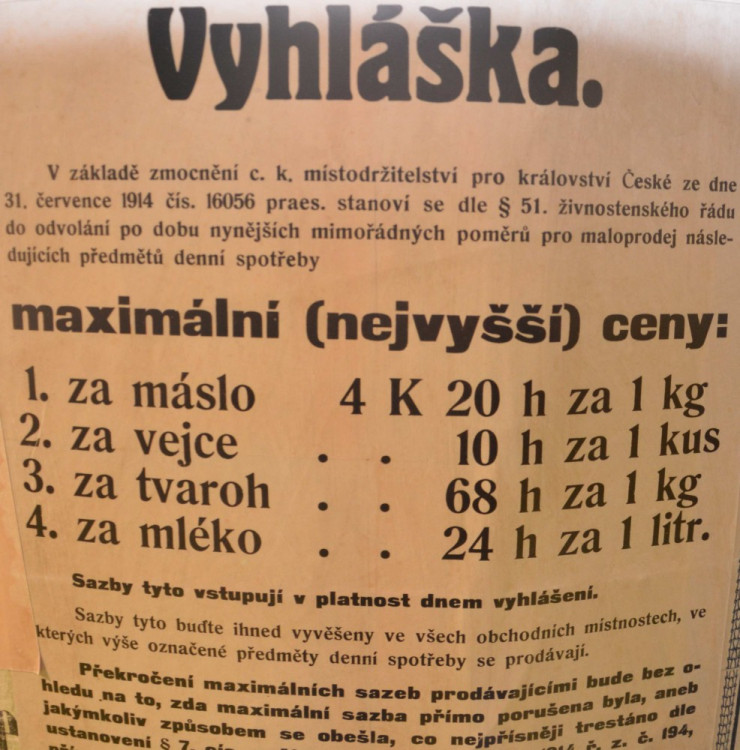 Vyhláška.
V základě zmocnění c. k. místodržitelství pro království České ze dne
31. července 1914 čís. 16056 praes. stanoví se dle § 51. živnostenského řádu
do odvolání po dobu nynějších mimořádných poměrů pro maloprodej násle-
dujících předmětů denní spotřeby
maximální (nejvyšší) ceny:
1. za máslo 4 K 20 h za 1 kg
2. za vejce . . 10 h za 1 kus
3. za tvaroh . . 68 h za 1 kg
4. za mléko . . 24 h za 1 litr.
Sazby tyto vstupují v platnost dnem vyhlášení.
Sazby tyto buďte ihned vyvěšeny ve všech obchodních místnostech, ve
kterých výše označené předměty denní spotřeby se prodávají.
Překročení maximálních sazeb prodávajícími bude bez o-
hledu na to, zda maximální sazba přímo porušena byla, aneb
jakýmkoliv způsobem se obešla, co nejpřísněji trestáno dle
ustanovení § 7. ř. z. č. 194,